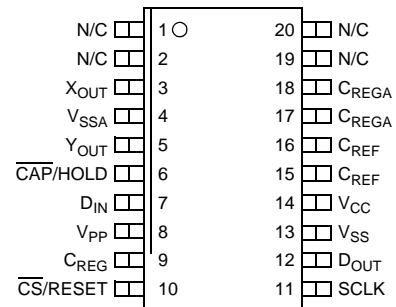 N/C 1 20 N/C
N/C 2 19 N/C
XOUT 3 18 CREGA
VSSA 4 17 CREGA
YOUT 5 16 CREF
CAP/HOLD 6 15 CREF
DIN 7 14 VCC
VPP 8 13 VSS
CREG 9 12 DOUT
CS/RESET 10 11 SCLK